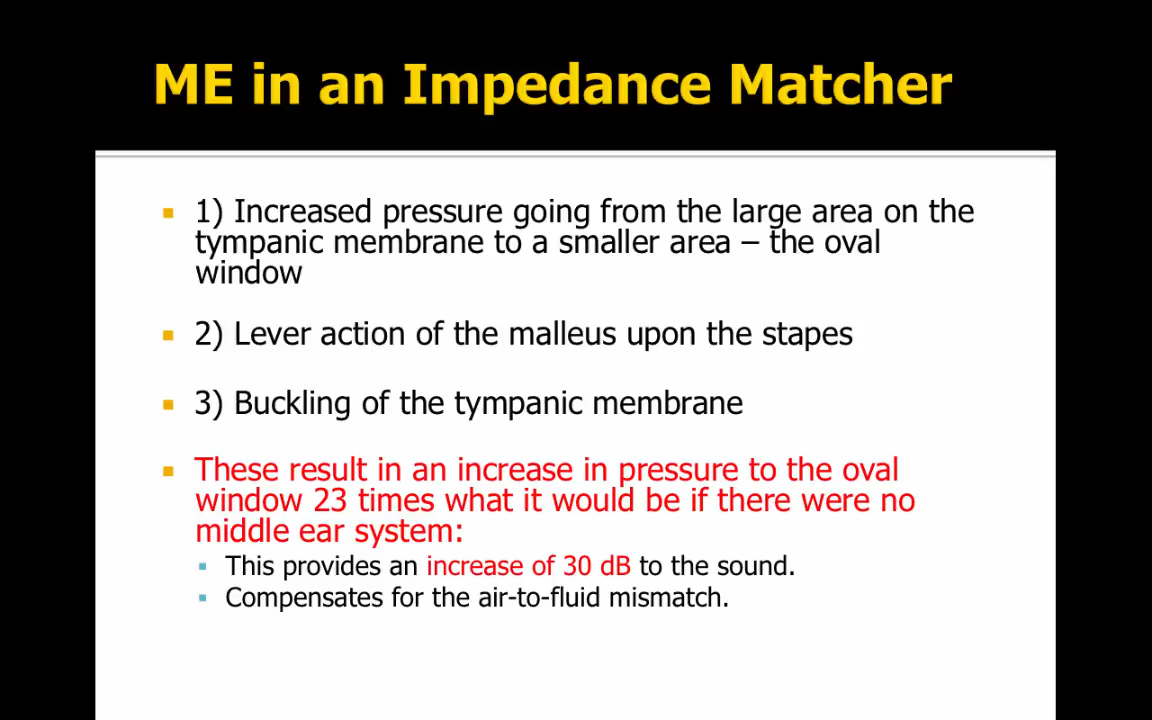 ME in an Impedance Matcher
1) Increased pressure going from the large area on the
tympanic membrane to a smaller area – the oval
window
2) Lever action of the malleus upon the stapes
3) Buckling of the tympanic membrane
These result in an increase in pressure to the oval
window 23 times what it would be if there were no
middle ear system:
This provides an increase of 30 dB to the sound.
Compensates for the air-to-fluid mismatch.